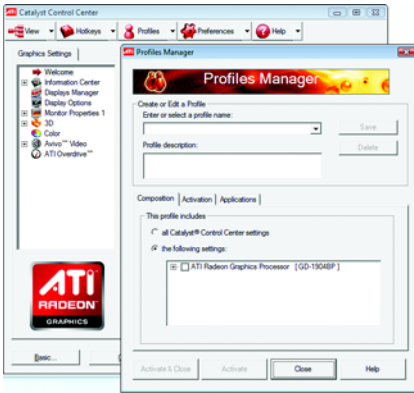 Catalyst Control Center
View
Hotkeys
Profiles
Preferences
Help
Graphics Settings
Welcome
Information Center
Displays Manager
Display Options
Monitor Properties 1
3D
Color
Avivo™ Video
ATI Overdrive™
ATI
RADEON
GRAPHICS
Basic...
Profiles Manager
Profiles Manager
Create or Edit a Profile
Enter or select a profile name:
Save
Profile description:
Delete
Composition
Activation
Applications
This profile includes
all Catalyst® Control Center settings
the following settings:
ATI Radeon Graphics Processor [ GD-1904BP ]
Activate & Close
Activate
Close
Help